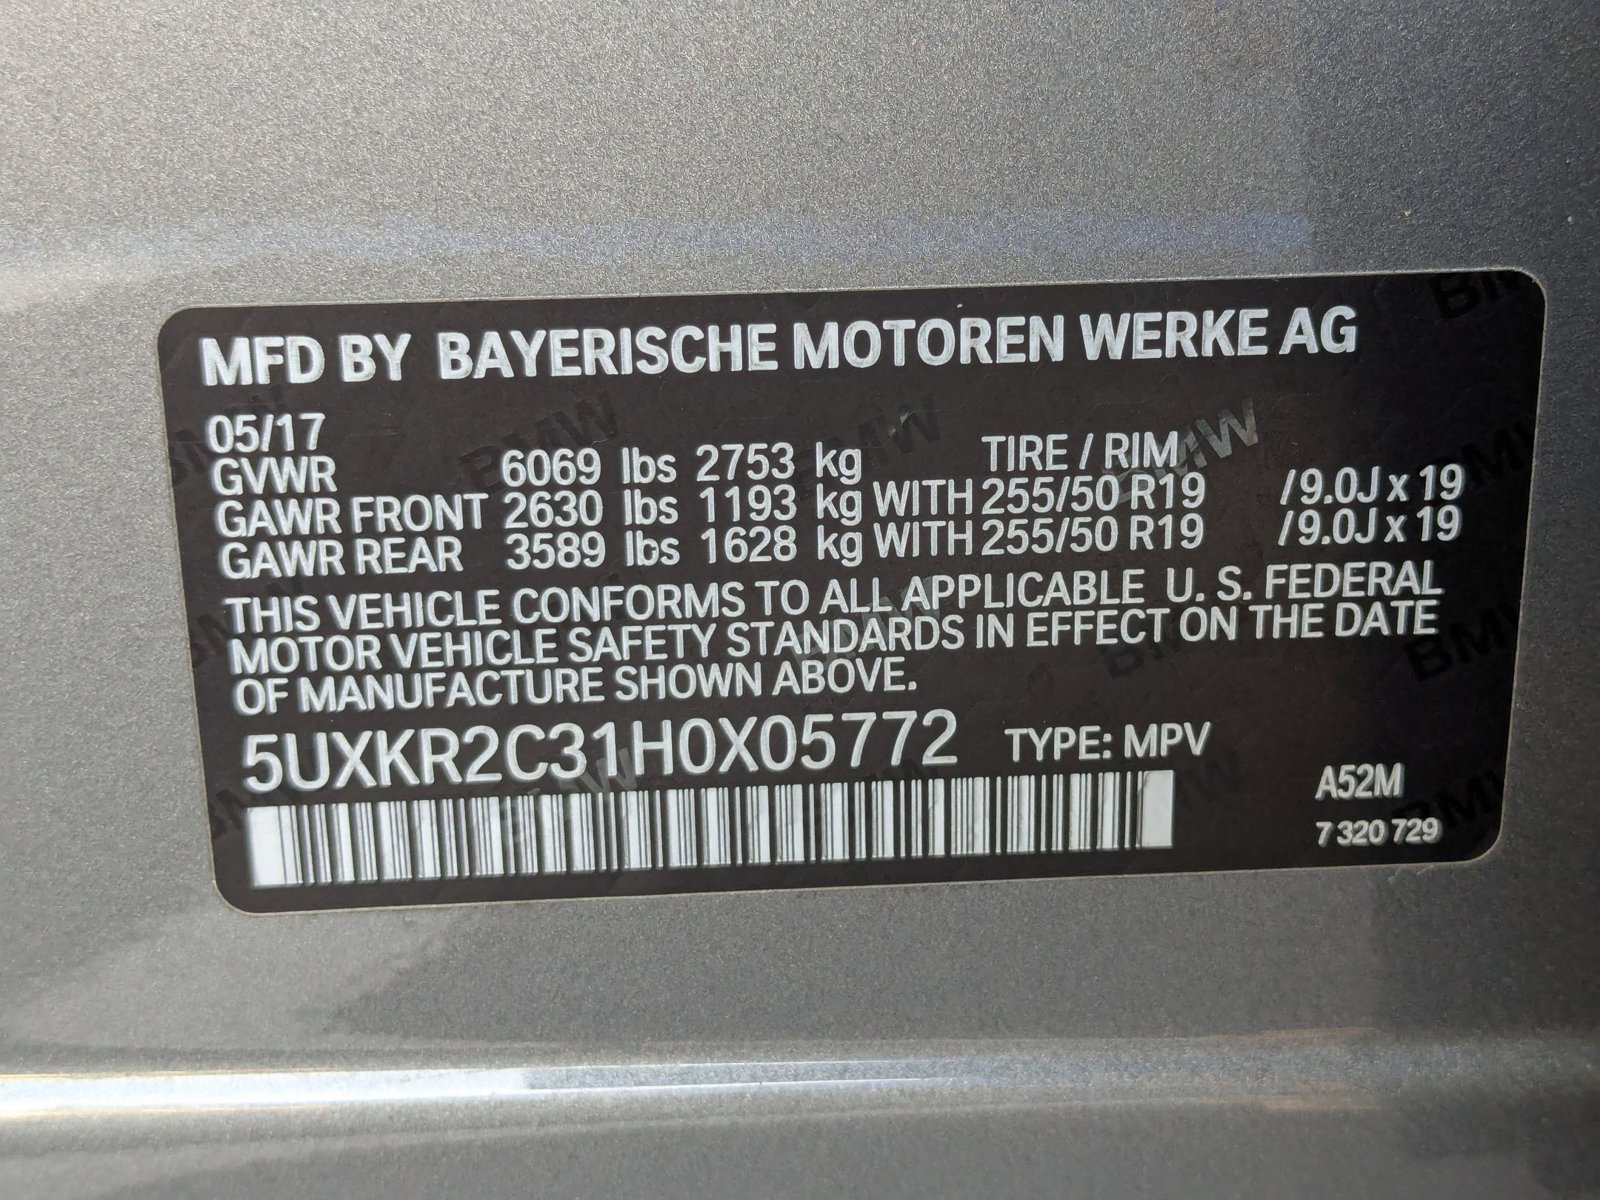 MFD BY BAYERISCHE MOTOREN WERKE AG
05/17
GVWR 6069 lbs 2753 kg TIRE / RIM
GAWR FRONT 2630 lbs 1193 kg WITH 255/50 R19 /9.0J x 19
GAWR REAR 3589 lbs 1628 kg WITH 255/50 R19 /9.0J x 19
THIS VEHICLE CONFORMS TO ALL APPLICABLE U. S. FEDERAL
MOTOR VEHICLE SAFETY STANDARDS IN EFFECT ON THE DATE
OF MANUFACTURE SHOWN ABOVE.
5UXKR2C31H0X05772 TYPE: MPV
A52M
7 320 729